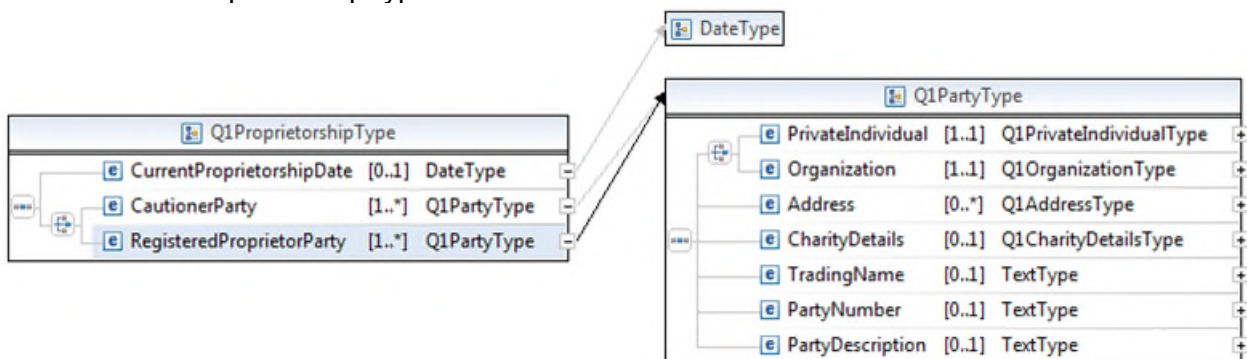 DateType
Q1ProprietorshipType
CurrentProprietorshipDate [0..1] DateType
CautionerParty [1..*] Q1PartyType
RegisteredProprietorParty [1..*] Q1PartyType
Q1PartyType
PrivateIndividual [1..1] Q1PrivateIndividualType
Organization [1..1] Q1OrganizationType
Address [0..*] Q1AddressType
CharityDetails [0..1] Q1CharityDetailsType
TradingName [0..1] TextType
PartyNumber [0..1] TextType
PartyDescription [0..1] TextType